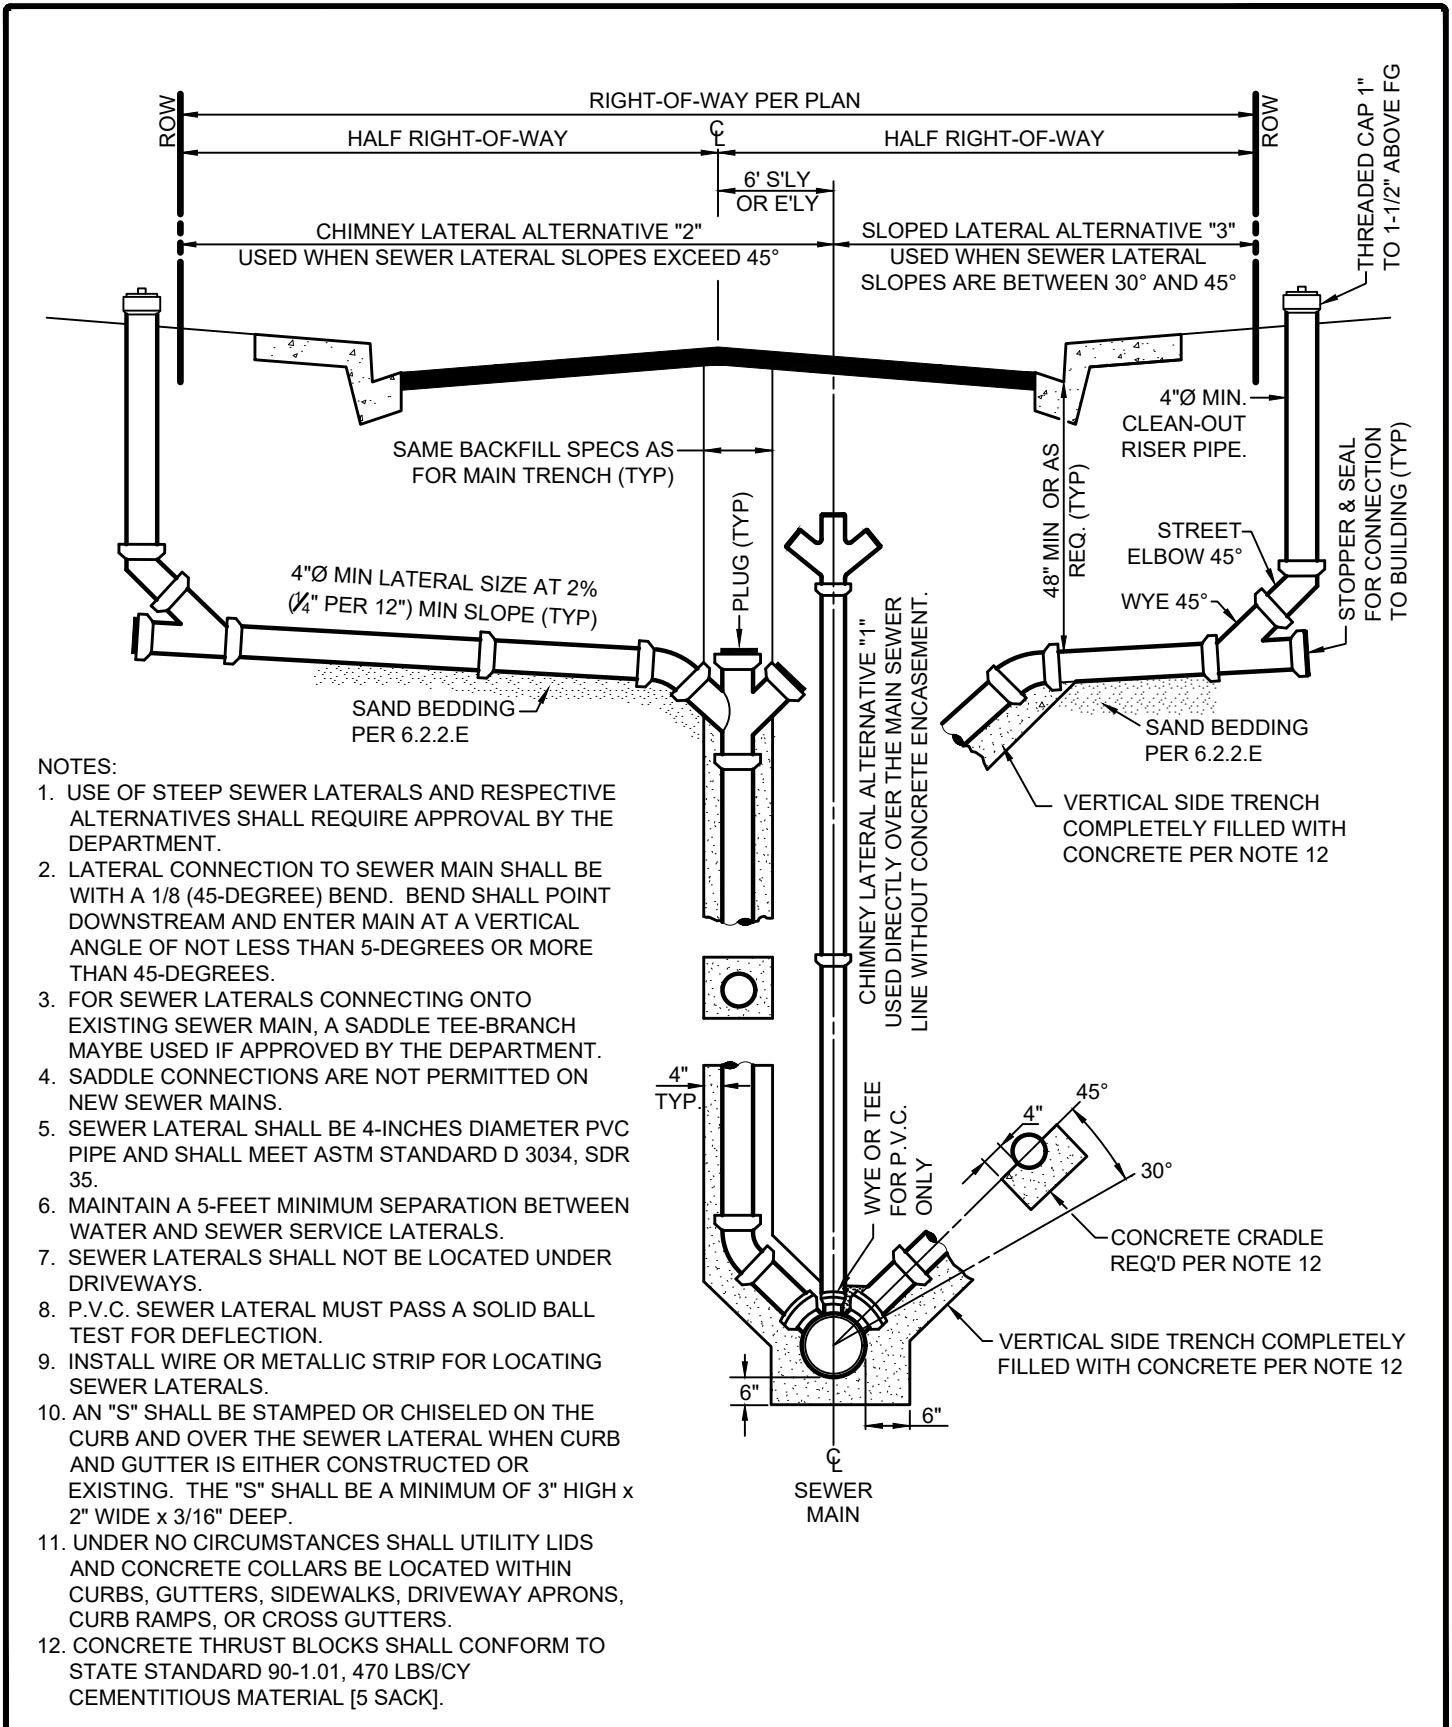 RIGHT-OF-WAY PER PLAN
ROW
ROW
HALF RIGHT-OF-WAY
℄
HALF RIGHT-OF-WAY
6' S'LY
OR E'LY
THREADED CAP 1"
TO 1-1/2" ABOVE FG
CHIMNEY LATERAL ALTERNATIVE "2"
USED WHEN SEWER LATERAL SLOPES EXCEED 45°
SLOPED LATERAL ALTERNATIVE "3"
USED WHEN SEWER LATERAL
SLOPES ARE BETWEEN 30° AND 45°
4"Ø MIN.
CLEAN-OUT
RISER PIPE.
SAME BACKFILL SPECS AS
FOR MAIN TRENCH (TYP)
48" MIN OR AS
REQ. (TYP)
STOPPER & SEAL
FOR CONNECTION
TO BUILDING (TYP)
PLUG (TYP)
STREET
ELBOW 45°
WYE 45°
4"Ø MIN LATERAL SIZE AT 2%
(1/4" PER 12") MIN SLOPE (TYP)
CHIMNEY LATERAL ALTERNATIVE "1"
USED DIRECTLY OVER THE MAIN SEWER
LINE WITHOUT CONCRETE ENCASEMENT.
SAND BEDDING
PER 6.2.2.E
SAND BEDDING
PER 6.2.2.E
VERTICAL SIDE TRENCH
COMPLETELY FILLED WITH
CONCRETE PER NOTE 12
4"
TYP.
WYE OR TEE
FOR P.V.C.
ONLY
4"
45°
30°
CONCRETE CRADLE
REQ'D PER NOTE 12
VERTICAL SIDE TRENCH COMPLETELY
FILLED WITH CONCRETE PER NOTE 12
6"
6"
℄
SEWER
MAIN
NOTES:
1. USE OF STEEP SEWER LATERALS AND RESPECTIVE
ALTERNATIVES SHALL REQUIRE APPROVAL BY THE
DEPARTMENT.
2. LATERAL CONNECTION TO SEWER MAIN SHALL BE
WITH A 1/8 (45-DEGREE) BEND. BEND SHALL POINT
DOWNSTREAM AND ENTER MAIN AT A VERTICAL
ANGLE OF NOT LESS THAN 5-DEGREES OR MORE
THAN 45-DEGREES.
3. FOR SEWER LATERALS CONNECTING ONTO
EXISTING SEWER MAIN, A SADDLE TEE-BRANCH
MAYBE USED IF APPROVED BY THE DEPARTMENT.
4. SADDLE CONNECTIONS ARE NOT PERMITTED ON
NEW SEWER MAINS.
5. SEWER LATERAL SHALL BE 4-INCHES DIAMETER PVC
PIPE AND SHALL MEET ASTM STANDARD D 3034, SDR
35.
6. MAINTAIN A 5-FEET MINIMUM SEPARATION BETWEEN
WATER AND SEWER SERVICE LATERALS.
7. SEWER LATERALS SHALL NOT BE LOCATED UNDER
DRIVEWAYS.
8. P.V.C. SEWER LATERAL MUST PASS A SOLID BALL
TEST FOR DEFLECTION.
9. INSTALL WIRE OR METALLIC STRIP FOR LOCATING
SEWER LATERALS.
10. AN "S" SHALL BE STAMPED OR CHISELED ON THE
CURB AND OVER THE SEWER LATERAL WHEN CURB
AND GUTTER IS EITHER CONSTRUCTED OR
EXISTING. THE "S" SHALL BE A MINIMUM OF 3" HIGH x
2" WIDE x 3/16" DEEP.
11. UNDER NO CIRCUMSTANCES SHALL UTILITY LIDS
AND CONCRETE COLLARS BE LOCATED WITHIN
CURBS, GUTTERS, SIDEWALKS, DRIVEWAY APRONS,
CURB RAMPS, OR CROSS GUTTERS.
12. CONCRETE THRUST BLOCKS SHALL CONFORM TO
STATE STANDARD 90-1.01, 470 LBS/CY
CEMENTITIOUS MATERIAL [5 SACK].